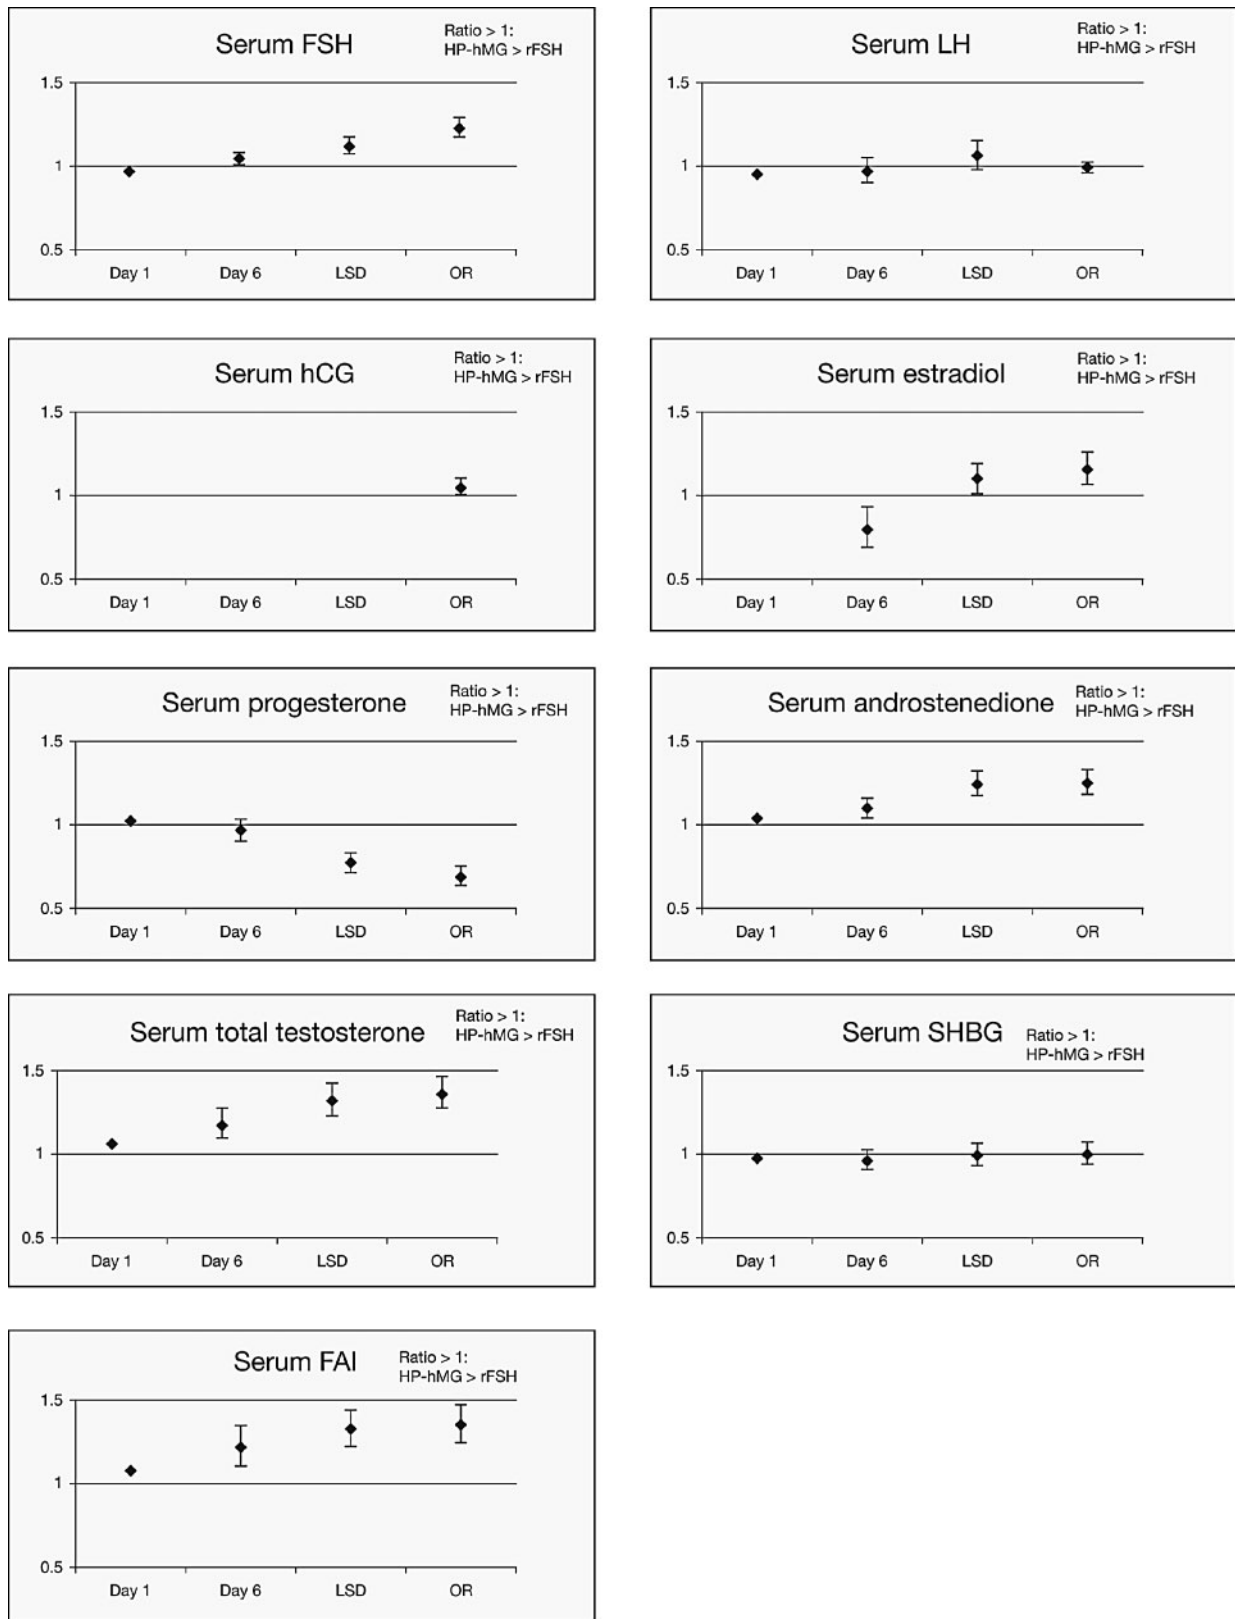 Serum FSH
Ratio > 1:
HP-hMG > rFSH
1.5
1
0.5
Day 1 Day 6 LSD OR
Serum LH
Ratio > 1:
HP-hMG > rFSH
1.5
1
0.5
Day 1 Day 6 LSD OR
Serum hCG
Ratio > 1:
HP-hMG > rFSH
1.5
1
0.5
Day 1 Day 6 LSD OR
Serum estradiol
Ratio > 1:
HP-hMG > rFSH
1.5
1
0.5
Day 1 Day 6 LSD OR
Serum progesterone
Ratio > 1:
HP-hMG > rFSH
1.5
1
0.5
Day 1 Day 6 LSD OR
Serum androstenedione
Ratio > 1:
HP-hMG > rFSH
1.5
1
0.5
Day 1 Day 6 LSD OR
Serum total testosterone
Ratio > 1:
HP-hMG > rFSH
1.5
1
0.5
Day 1 Day 6 LSD OR
Serum SHBG
Ratio > 1:
HP-hMG > rFSH
1.5
1
0.5
Day 1 Day 6 LSD OR
Serum FAI
Ratio > 1:
HP-hMG > rFSH
1.5
1
0.5
Day 1 Day 6 LSD OR